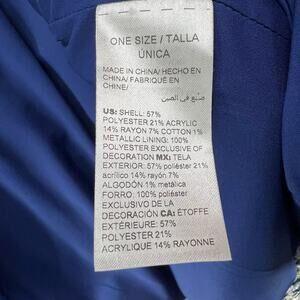 ONE SIZE / TALLA
ÚNICA
MADE IN CHINA/ HECHO EN
CHINA/ FABRIQUÉ EN
CHINE/
صنع في الصين
US: SHELL: 57%
POLYESTER 21% ACRYLIC
14% RAYON 7% COTTON 1%
METALLIC LINING: 100%
POLYESTER EXCLUSIVE OF
DECORATION MX: TELA
EXTERIOR: 57% poliéster 21%
acrílico 14% rayón 7%
ALGODÓN 1% metálica
FORRO: 100% poliéster
EXCLUSIVO DE LA
DECORACIÓN CA: ÉTOFFE
EXTÉRIEURE: 57%
POLYESTER 21%
ACRYLIQUE 14% RAYONNE